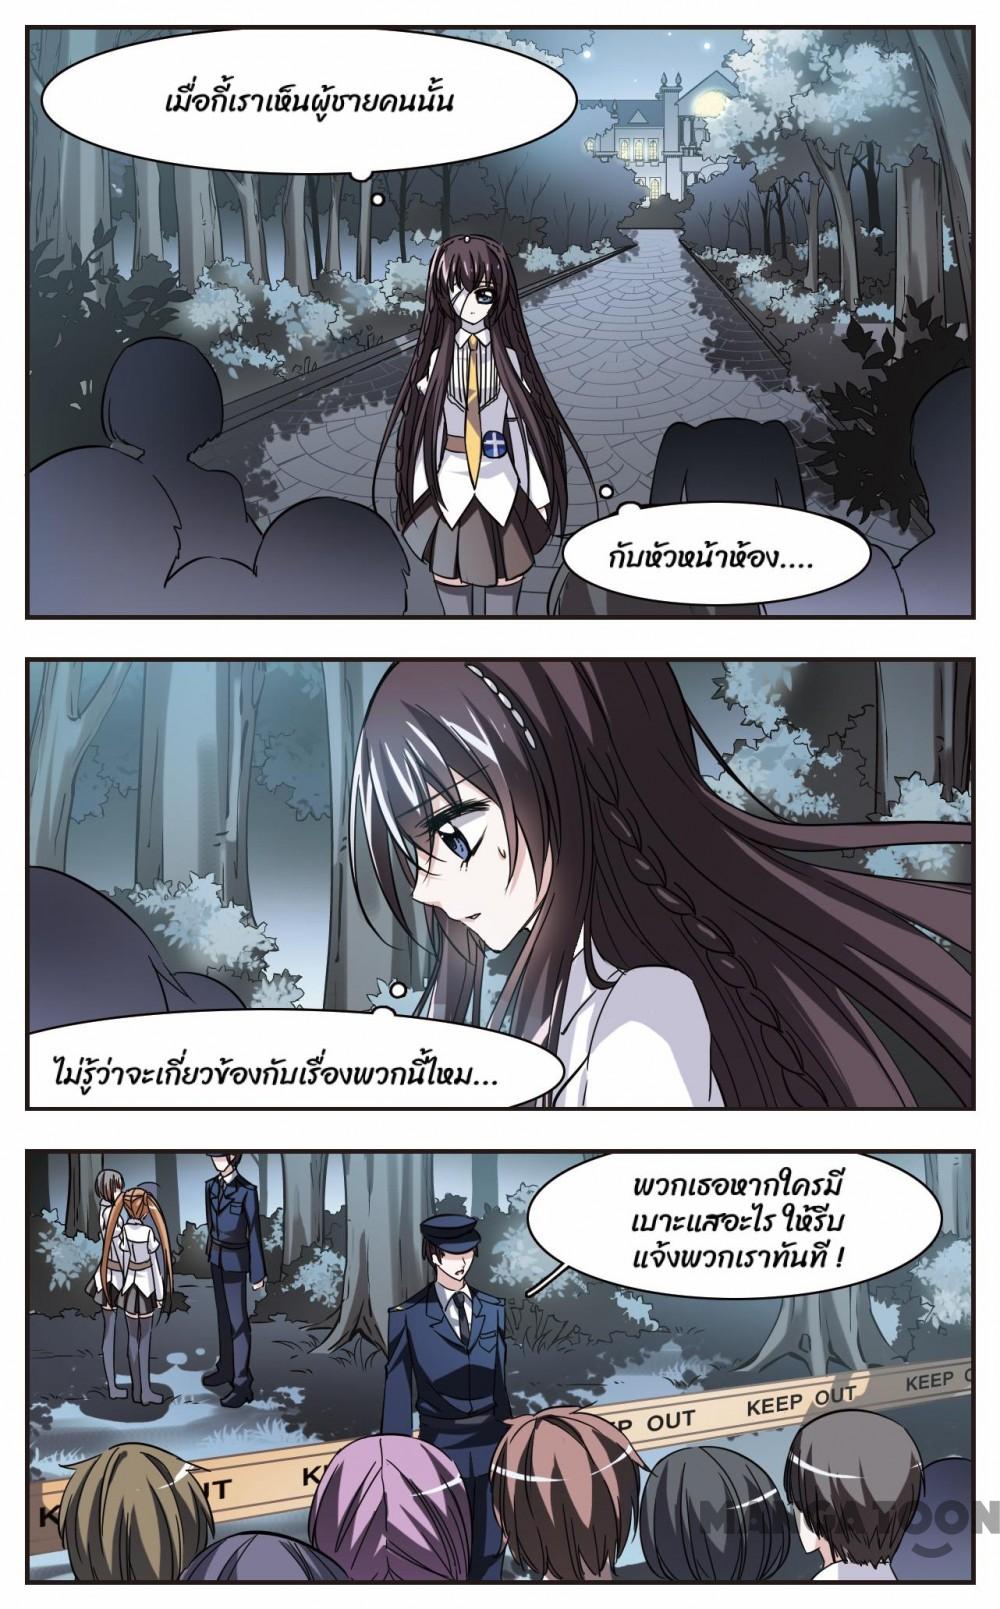 เมื่อกี้เราเห็นผู้ชายคนนั้น
กับหัวหน้าห้อง....
ไม่รู้ว่าจะเกี่ยวข้องกับเรื่องพวกนี้ไหม...
พวกเธอหากใครมี
เบาะแสอะไร ให้รีบ
แจ้งพวกเราทันที !
KEEP OUT
KEEP OUT
KEEP OUT
MANGATOON